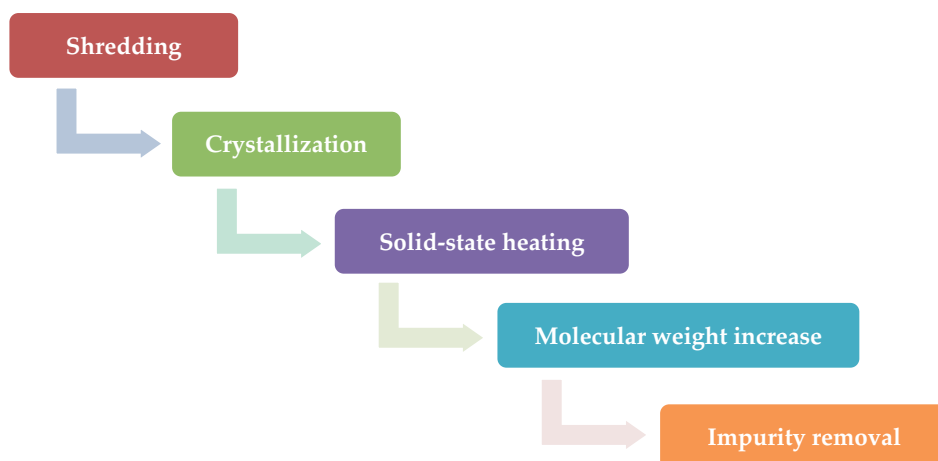 Shredding
Crystallization
Solid-state heating
Molecular weight increase
Impurity removal